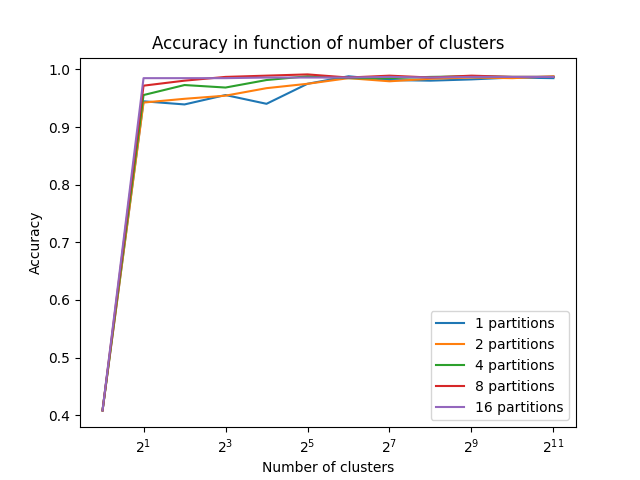 Accuracy in function of number of clusters
Accuracy
1.0
0.9
0.8
0.7
0.6
0.5
0.4
1 partitions
2 partitions
4 partitions
8 partitions
16 partitions
2¹ 2³ 2⁵ 2⁷ 2⁹ 2¹¹
Number of clusters